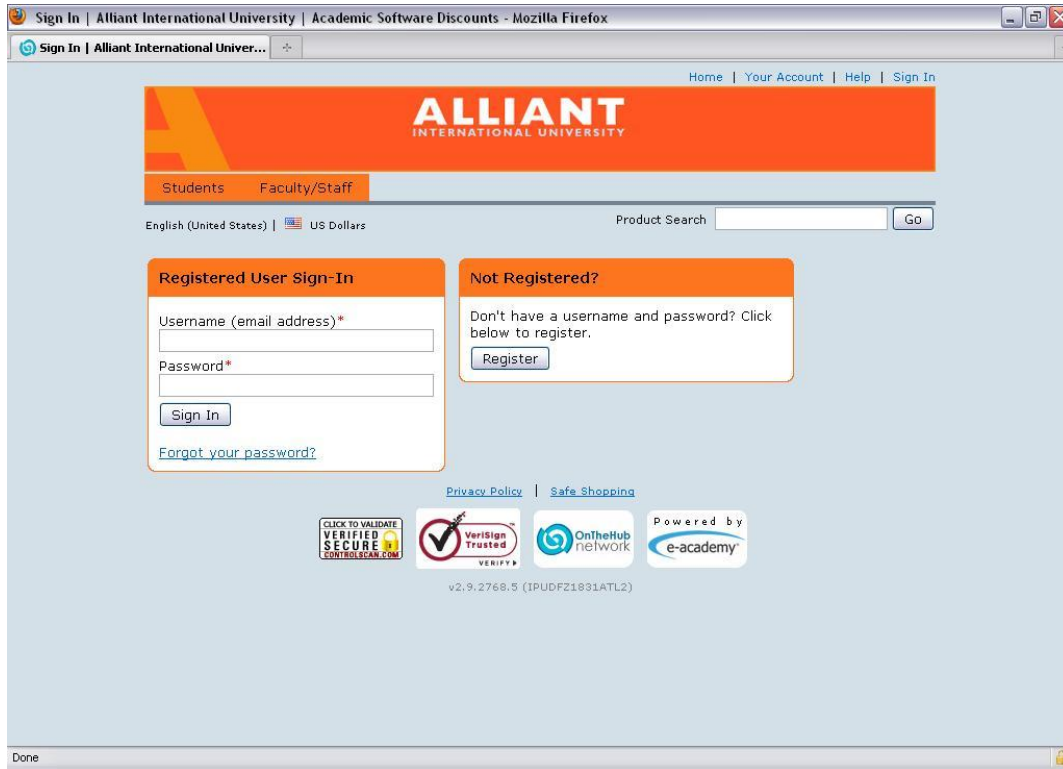 Sign In | Alliant International University | Academic Software Discounts - Mozilla Firefox
Sign In | Alliant International Univer...
Home | Your Account | Help | Sign In
ALLIANT
INTERNATIONAL UNIVERSITY
Students Faculty/Staff
English (United States) | US Dollars
Product Search Go
Registered User Sign-In
Username (email address)*
Password*
Sign In
Forgot your password?
Not Registered?
Don't have a username and password? Click
below to register.
Register
Privacy Policy | Safe Shopping
CLICK TO VALIDATE
VERIFIED
SECURE
CONTROLSCAN.COM
VeriSign
Trusted
VERIFY
OnTheHub
network
Powered by
e-academy
v2.9.2768.5 (IPUDFZ1831ATL2)
Done